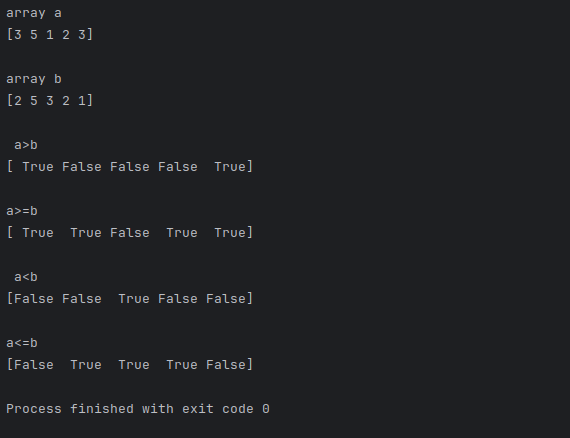 array a
[3 5 1 2 3]
array b
[2 5 3 2 1]
 a>b
[ True False False False  True]
a>=b
[ True  True False  True  True]
 a<b
[False False  True False False]
a<=b
[False  True  True  True False]
Process finished with exit code 0